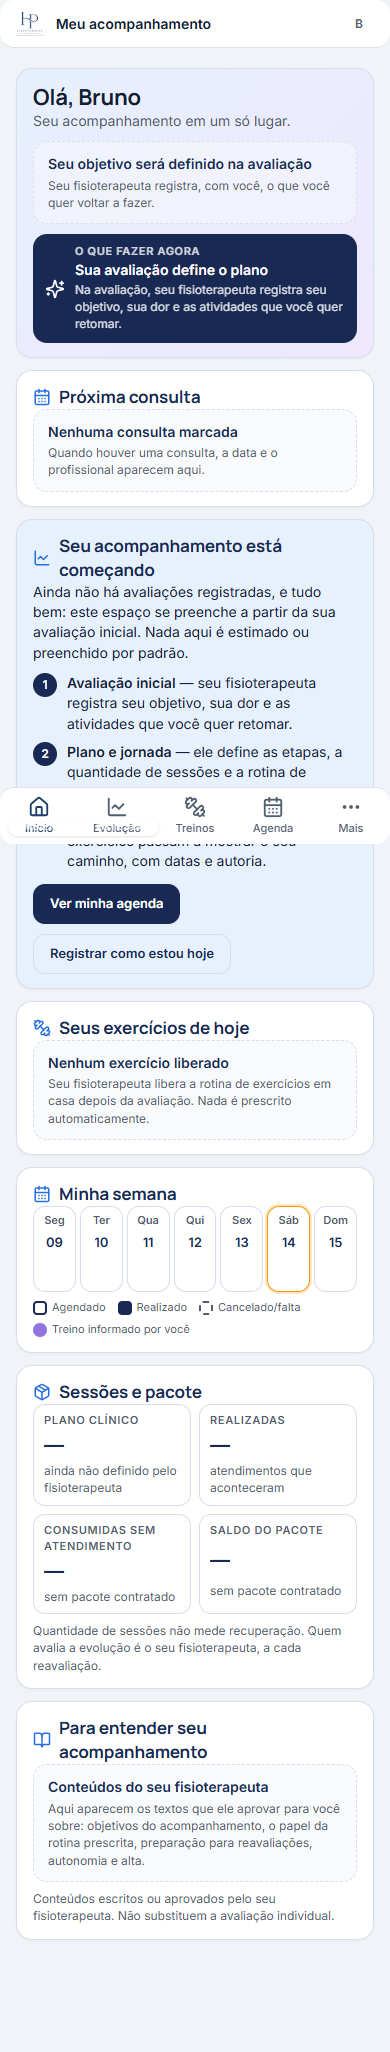 HP
Meu acompanhamento
B
Olá, Bruno
Seu acompanhamento em um só lugar.
Seu objetivo será definido na avaliação
Seu fisioterapeuta registra, com você, o que você
quer voltar a fazer.
O QUE FAZER AGORA
Sua avaliação define o plano
Na avaliação, seu fisioterapeuta registra seu
objetivo, sua dor e as atividades que você quer
retomar.
Próxima consulta
Nenhuma consulta marcada
Quando houver uma consulta, a data e o
profissional aparecem aqui.
Seu acompanhamento está
começando
Ainda não há avaliações registradas, e tudo
bem: este espaço se preenche a partir da sua
avaliação inicial. Nada aqui é estimado ou
preenchido por padrão.
1 Avaliação inicial — seu fisioterapeuta
registra seu objetivo, sua dor e as
atividades que você quer retomar.
2 Plano e jornada — ele define as etapas, a
quantidade de sessões e a rotina de
Início
Evolução
Treinos
Agenda
Mais
exercícios passam a mostrar o seu
caminho, com datas e autoria.
Ver minha agenda
Registrar como estou hoje
Seus exercícios de hoje
Nenhum exercício liberado
Seu fisioterapeuta libera a rotina de exercícios em
casa depois da avaliação. Nada é prescrito
automaticamente.
Minha semana
Seg Ter Qua Qui Sex Sáb Dom
09 10 11 12 13 14 15
Agendado Realizado Cancelado/falta
Treino informado por você
Sessões e pacote
PLANO CLÍNICO
—
ainda não definido pelo
fisioterapeuta
REALIZADAS
—
atendimentos que
aconteceram
CONSUMIDAS SEM
ATENDIMENTO
—
sem pacote contratado
SALDO DO PACOTE
—
sem pacote contratado
Quantidade de sessões não mede recuperação. Quem
avalia a evolução é o seu fisioterapeuta, a cada
reavaliação.
Para entender seu
acompanhamento
Conteúdos do seu fisioterapeuta
Aqui aparecem os textos que ele aprovar para você
sobre: objetivos do acompanhamento, o papel da
rotina prescrita, preparação para reavaliações,
autonomia e alta.
Conteúdos escritos ou aprovados pelo seu
fisioterapeuta. Não substituem a avaliação individual.